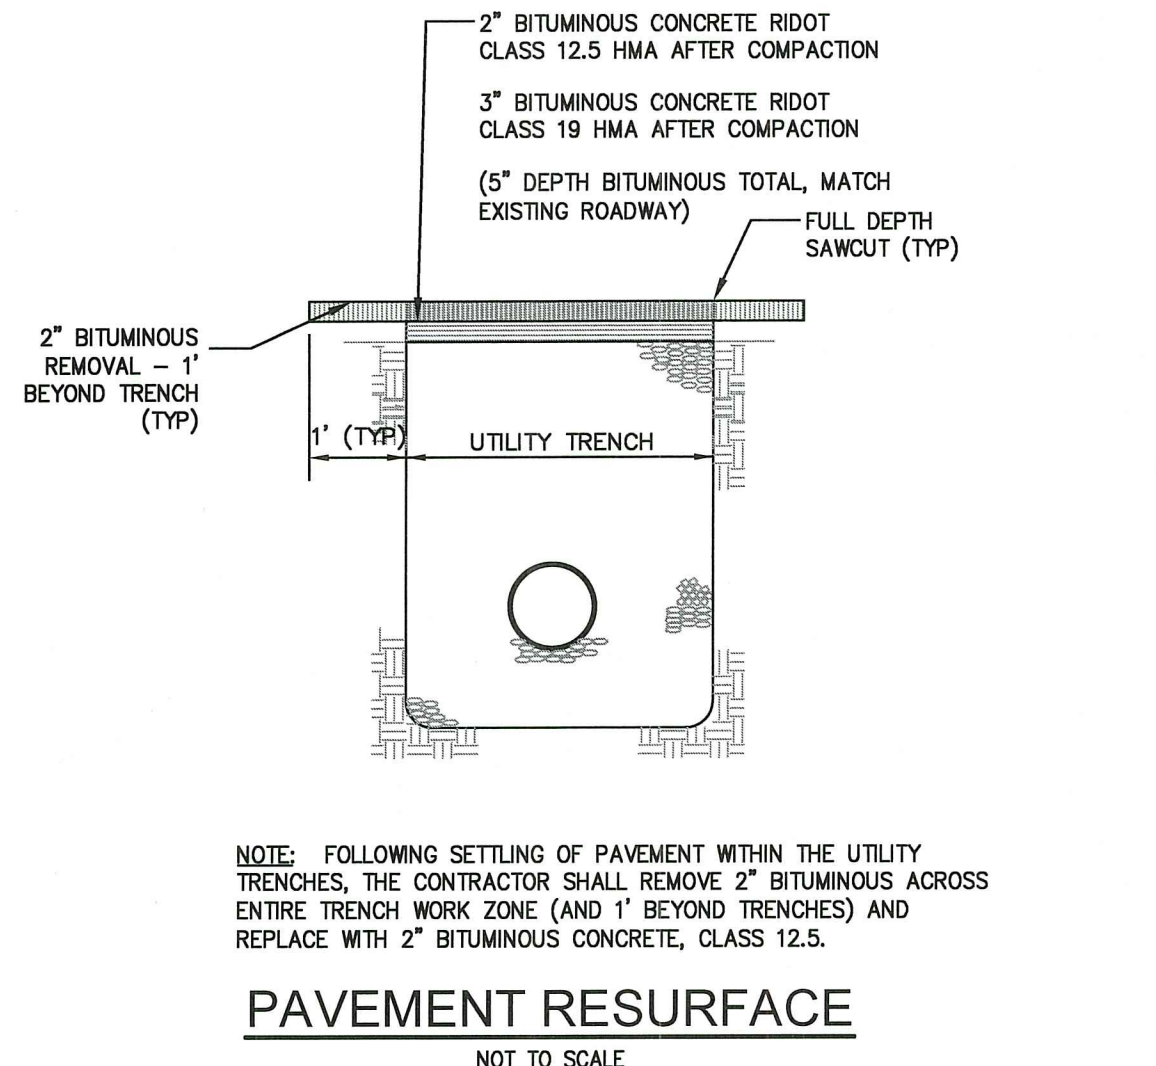 2" BITUMINOUS CONCRETE RIDOT
CLASS 12.5 HMA AFTER COMPACTION
3" BITUMINOUS CONCRETE RIDOT
CLASS 19 HMA AFTER COMPACTION
(5" DEPTH BITUMINOUS TOTAL, MATCH
EXISTING ROADWAY)
FULL DEPTH
SAWCUT (TYP)
2" BITUMINOUS
REMOVAL – 1'
BEYOND TRENCH
(TYP)
1' (TYP)
UTILITY TRENCH
NOTE: FOLLOWING SETTLING OF PAVEMENT WITHIN THE UTILITY
TRENCHES, THE CONTRACTOR SHALL REMOVE 2" BITUMINOUS ACROSS
ENTIRE TRENCH WORK ZONE (AND 1' BEYOND TRENCHES) AND
REPLACE WITH 2" BITUMINOUS CONCRETE, CLASS 12.5.
PAVEMENT RESURFACE
NOT TO SCALE